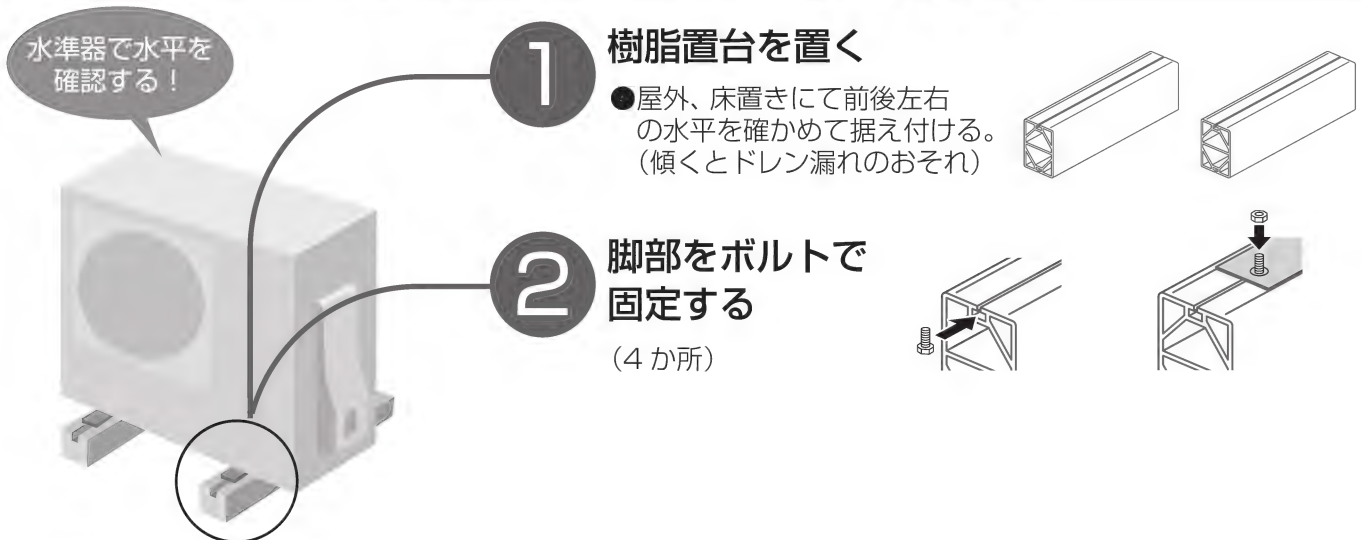 水準器で水平を
確認する！
1
樹脂置台を置く
●屋外、床置きにて前後左右
の水平を確かめて据え付ける。
（傾くとドレン漏れのおそれ）
2
脚部をボルトで
固定する
（4 か所）